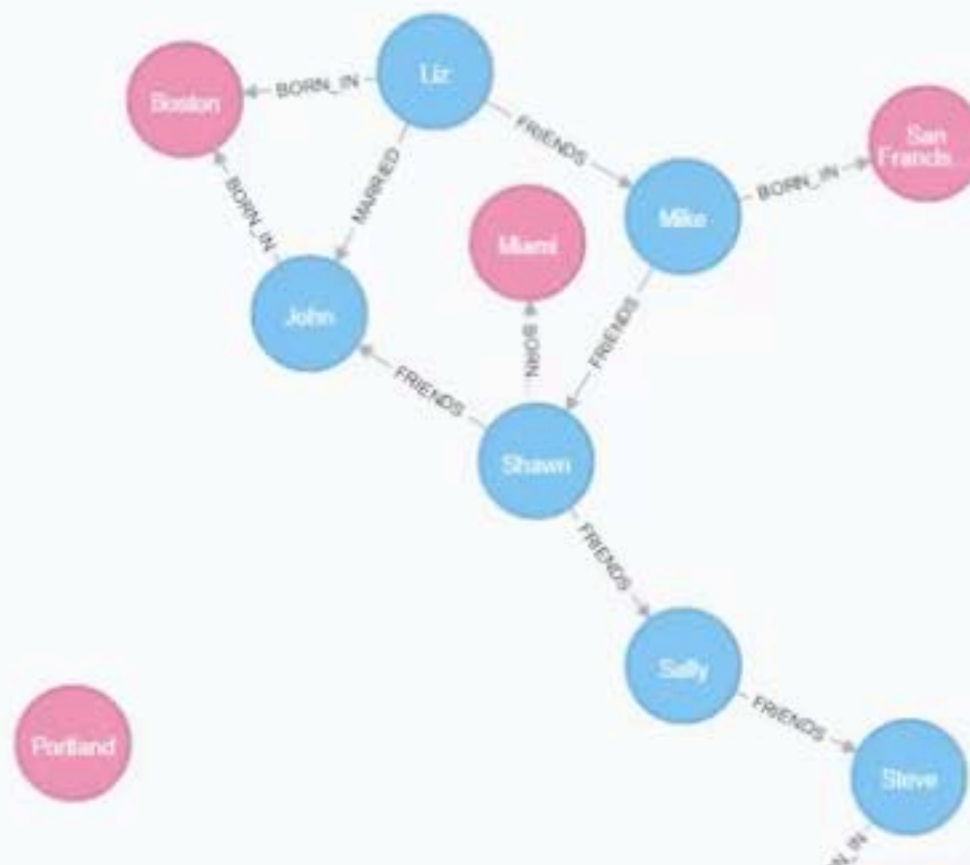 Liz
Boston
BORN_IN
FRIENDS
San
Francis...
BORN_IN
MARRIED
BORN_IN
Mike
Miami
John
FRIENDS
BORN
FRIENDS
Shawn
FRIENDS
Sally
FRIENDS
Portland
Steve
N_IN